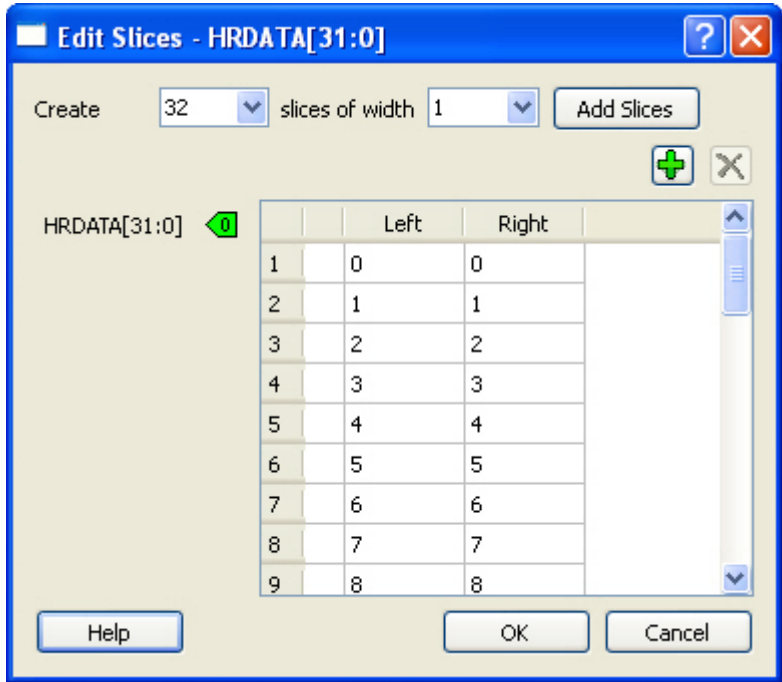 Edit Slices - HRDATA[31:0]
Create 32 slices of width 1 Add Slices
HRDATA[31:0] 0 Left Right
1 0 0
2 1 1
3 2 2
4 3 3
5 4 4
6 5 5
7 6 6
8 7 7
9 8 8
Help OK Cancel